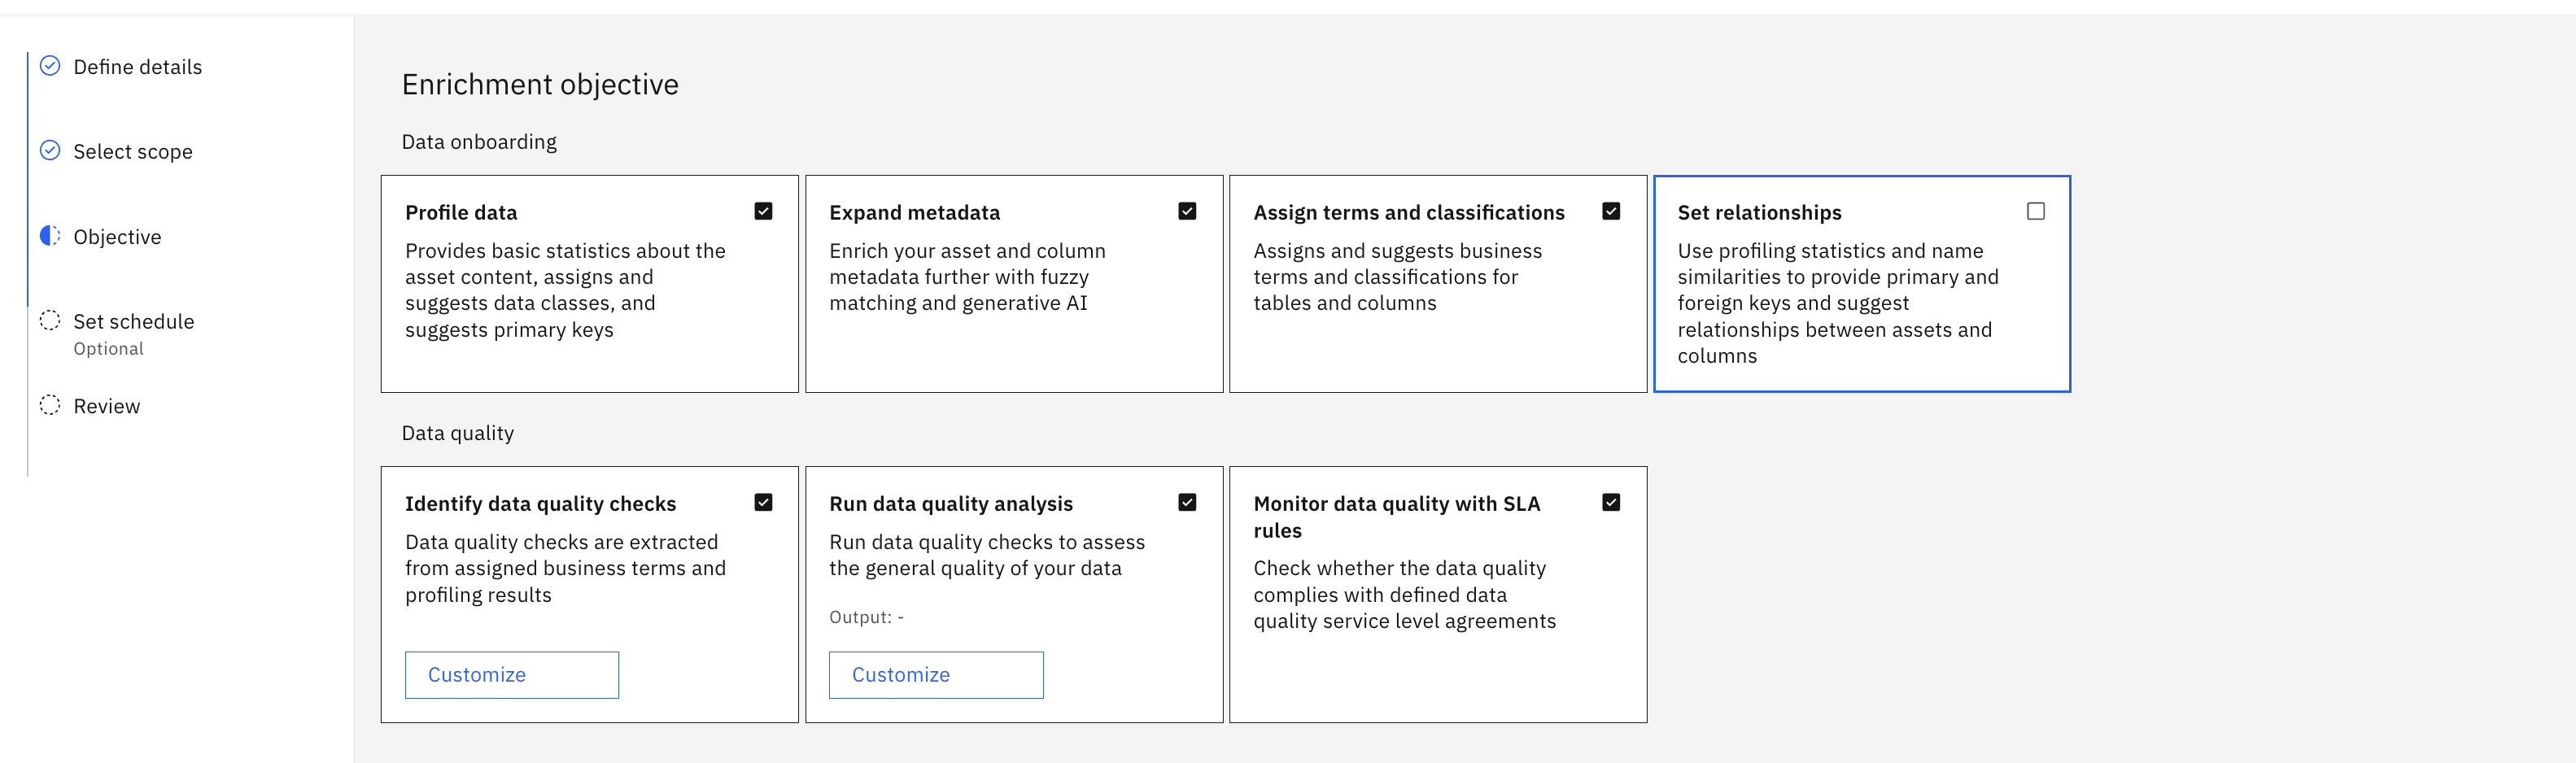 Define details
Select scope
Objective
Set schedule
Optional
Review
Enrichment objective
Data onboarding
Profile data
Provides basic statistics about the
asset content, assigns and
suggests data classes, and
suggests primary keys
Expand metadata
Enrich your asset and column
metadata further with fuzzy
matching and generative AI
Assign terms and classifications
Assigns and suggests business
terms and classifications for
tables and columns
Set relationships
Use profiling statistics and name
similarities to provide primary and
foreign keys and suggest
relationships between assets and
columns
Data quality
Identify data quality checks
Data quality checks are extracted
from assigned business terms and
profiling results
Customize
Run data quality analysis
Run data quality checks to assess
the general quality of your data
Output: -
Customize
Monitor data quality with SLA
rules
Check whether the data quality
complies with defined data
quality service level agreements